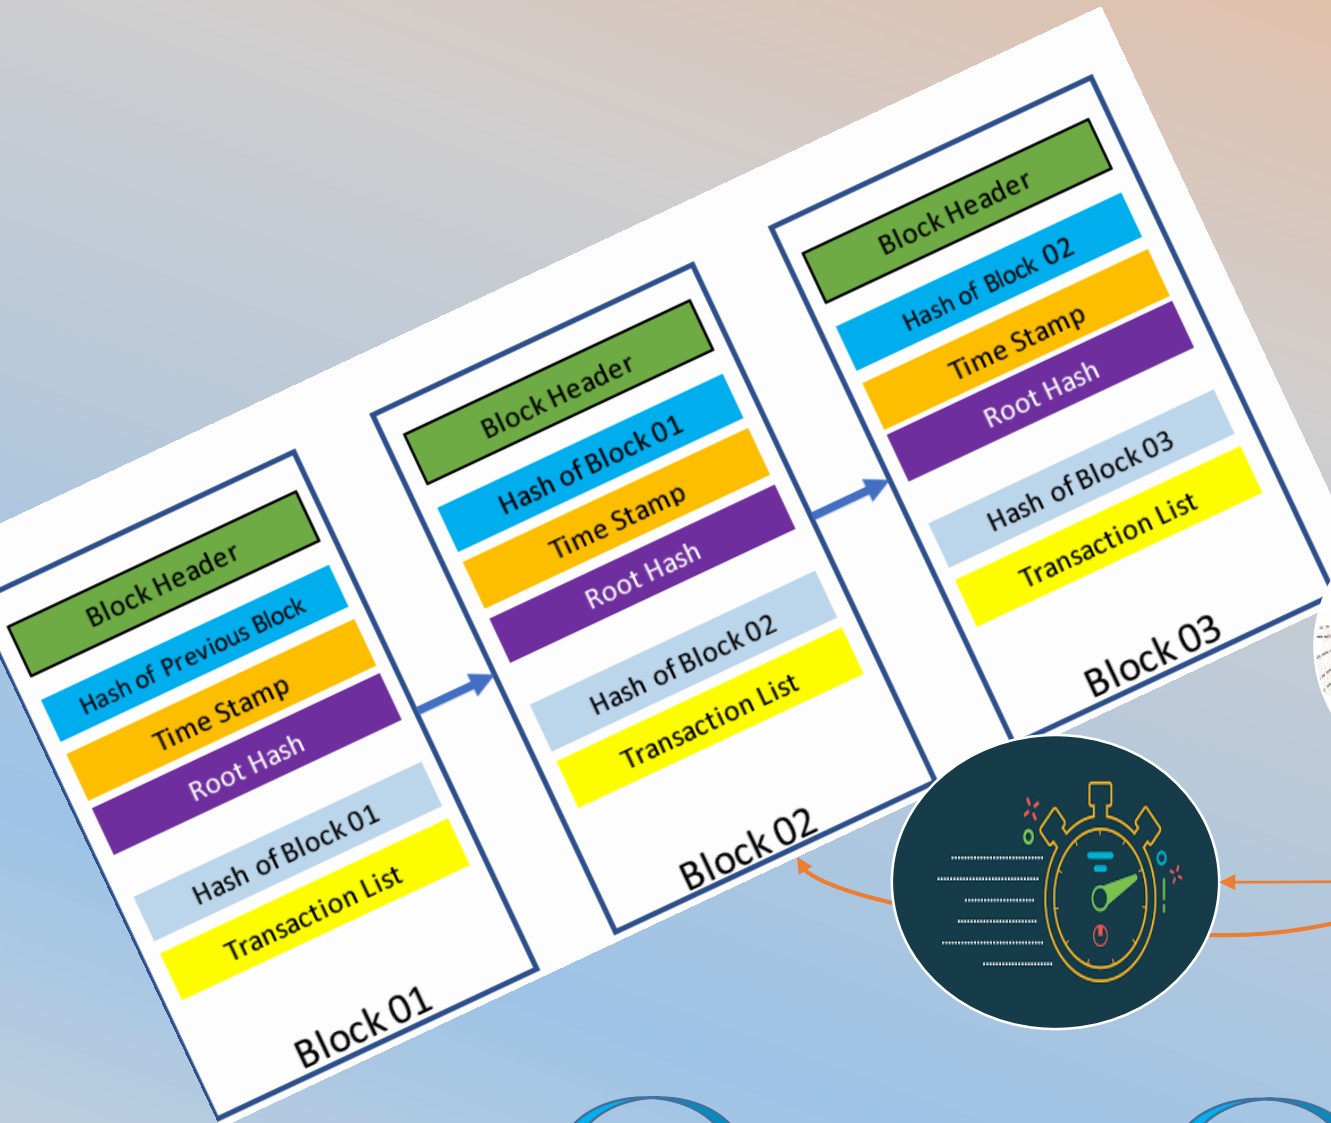 Block Header
Hash of Previous Block
Time Stamp
Root Hash
Hash of Block 01
Transaction List
Block 01
Block Header
Hash of Block 01
Time Stamp
Root Hash
Hash of Block 02
Transaction List
Block 02
Block Header
Hash of Block 02
Time Stamp
Root Hash
Hash of Block 03
Transaction List
Block 03